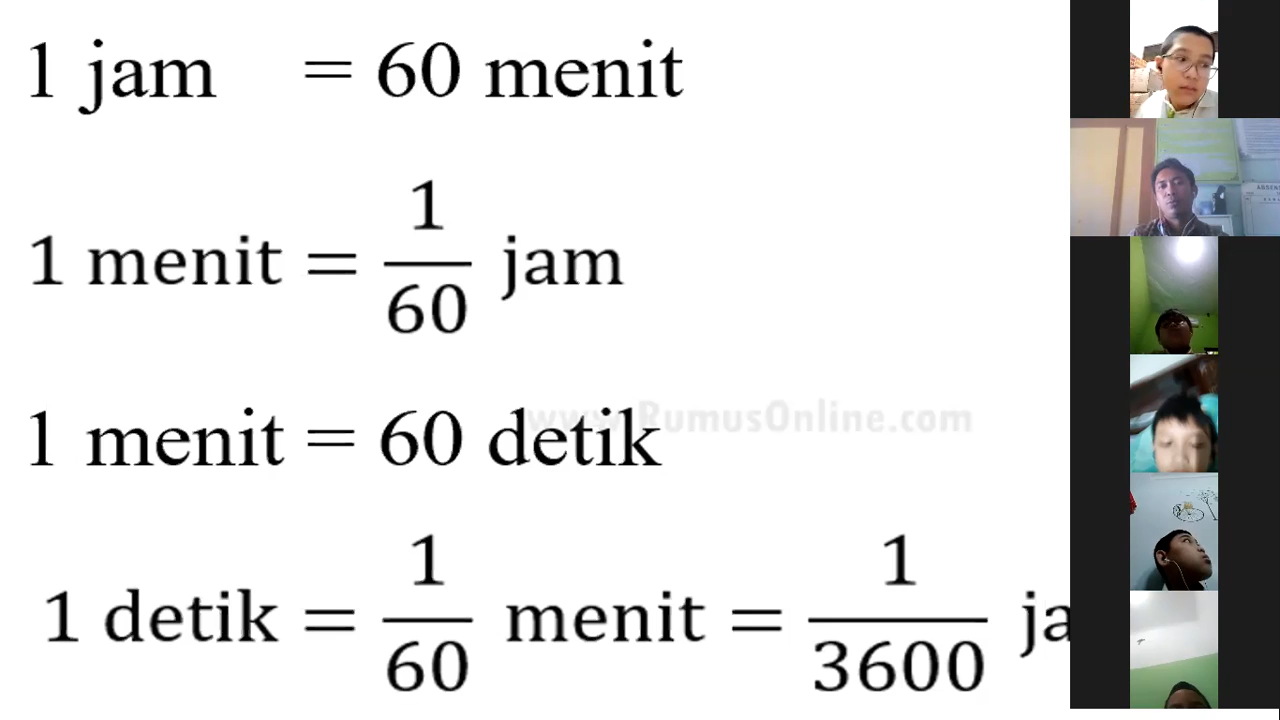 1 jam = 60 menit
1 menit = 1/60 jam
www.RumusOnline.com
1 menit = 60 detik
1 detik = 1/60 menit = 1/3600 ja